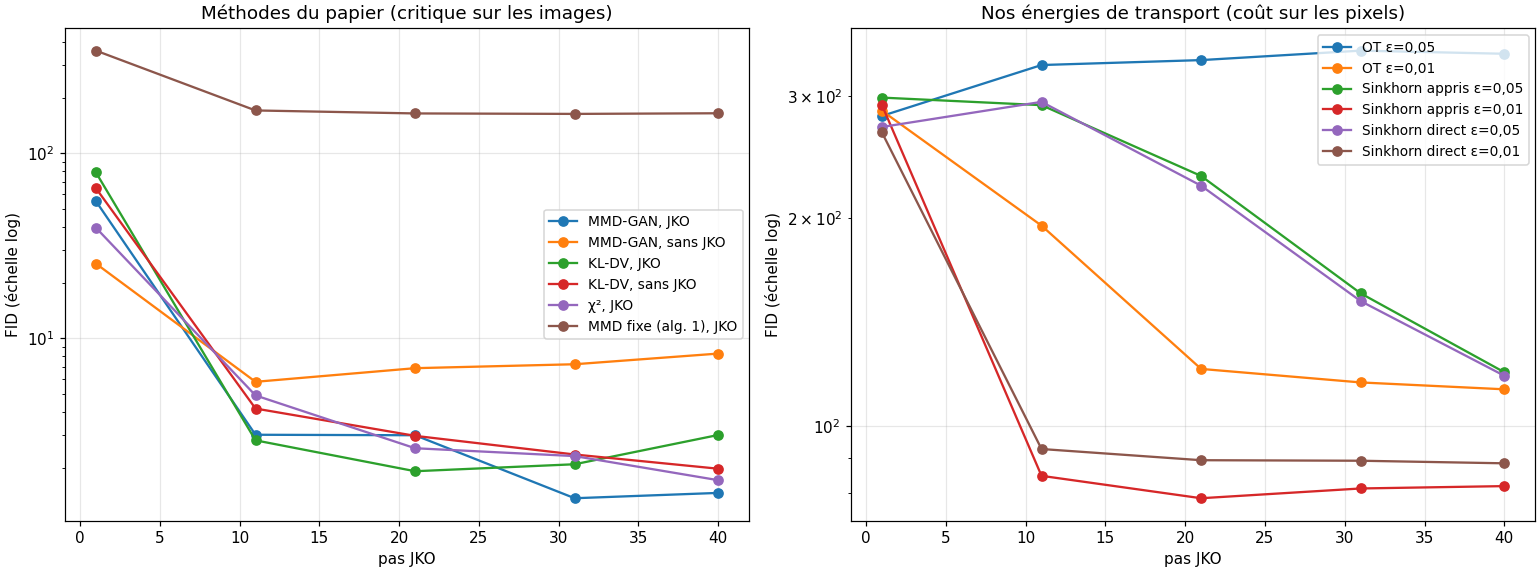 Méthodes du papier (critique sur les images)
FID (échelle log)
10²
10¹
MMD-GAN, JKO
MMD-GAN, sans JKO
KL-DV, JKO
KL-DV, sans JKO
χ², JKO
MMD fixe (alg. 1), JKO
0 5 10 15 20 25 30 35 40
pas JKO
Nos énergies de transport (coût sur les pixels)
FID (échelle log)
3 × 10²
2 × 10²
10²
OT ε=0,05
OT ε=0,01
Sinkhorn appris ε=0,05
Sinkhorn appris ε=0,01
Sinkhorn direct ε=0,05
Sinkhorn direct ε=0,01
0 5 10 15 20 25 30 35 40
pas JKO